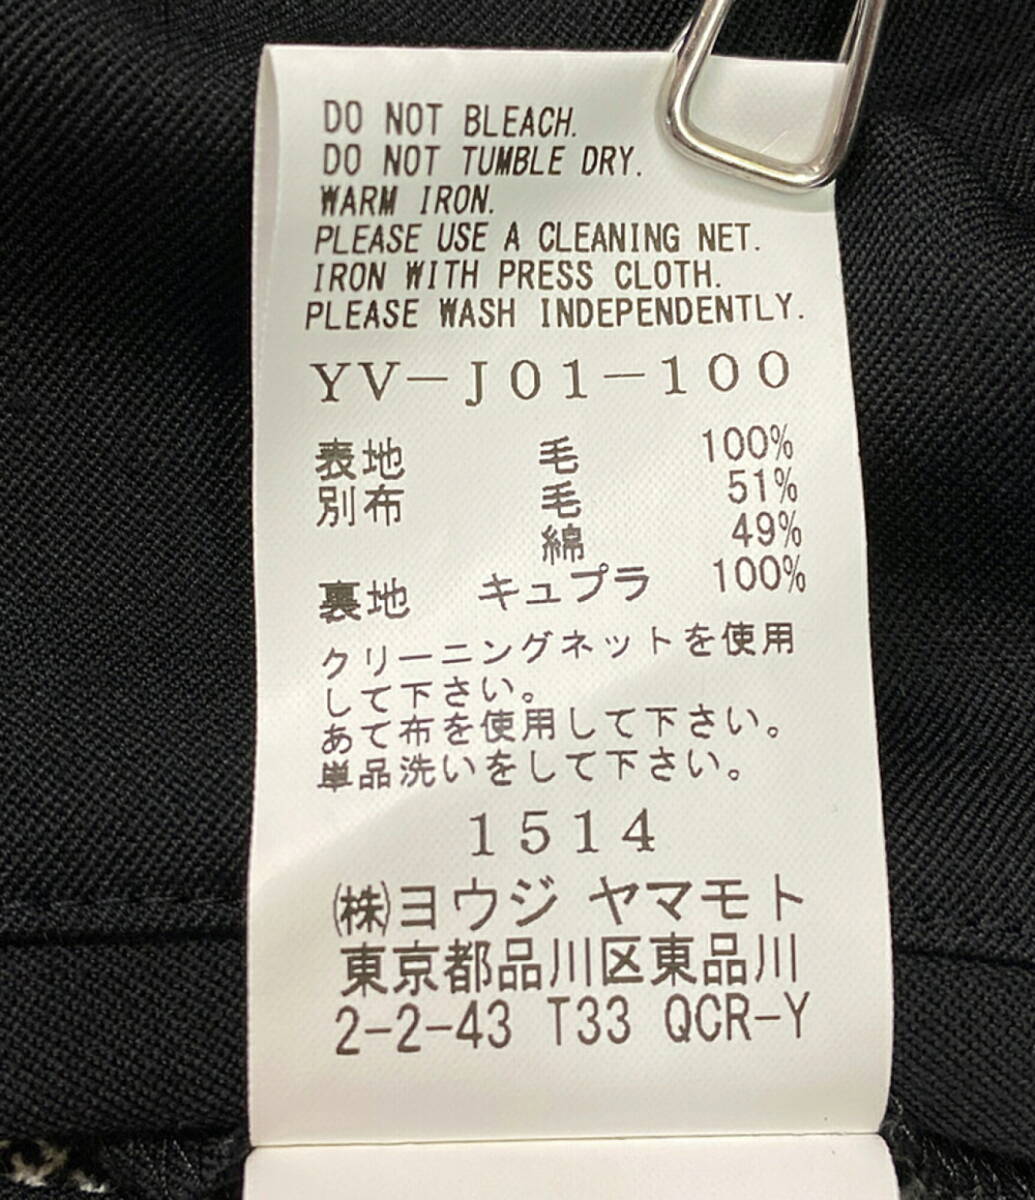 DO NOT BLEACH.
DO NOT TUMBLE DRY.
WARM IRON.
PLEASE USE A CLEANING NET.
IRON WITH PRESS CLOTH.
PLEASE WASH INDEPENDENTLY.
YV-J01-100
表地 毛 100%
別布 毛 51%
綿 49%
裏地 キュプラ 100%
クリーニングネットを使用
して下さい。
あて布を使用して下さい。
単品洗いをして下さい。
1514
㈱ヨウジ ヤマモト
東京都品川区東品川
2-2-43 T33 QCR-Y